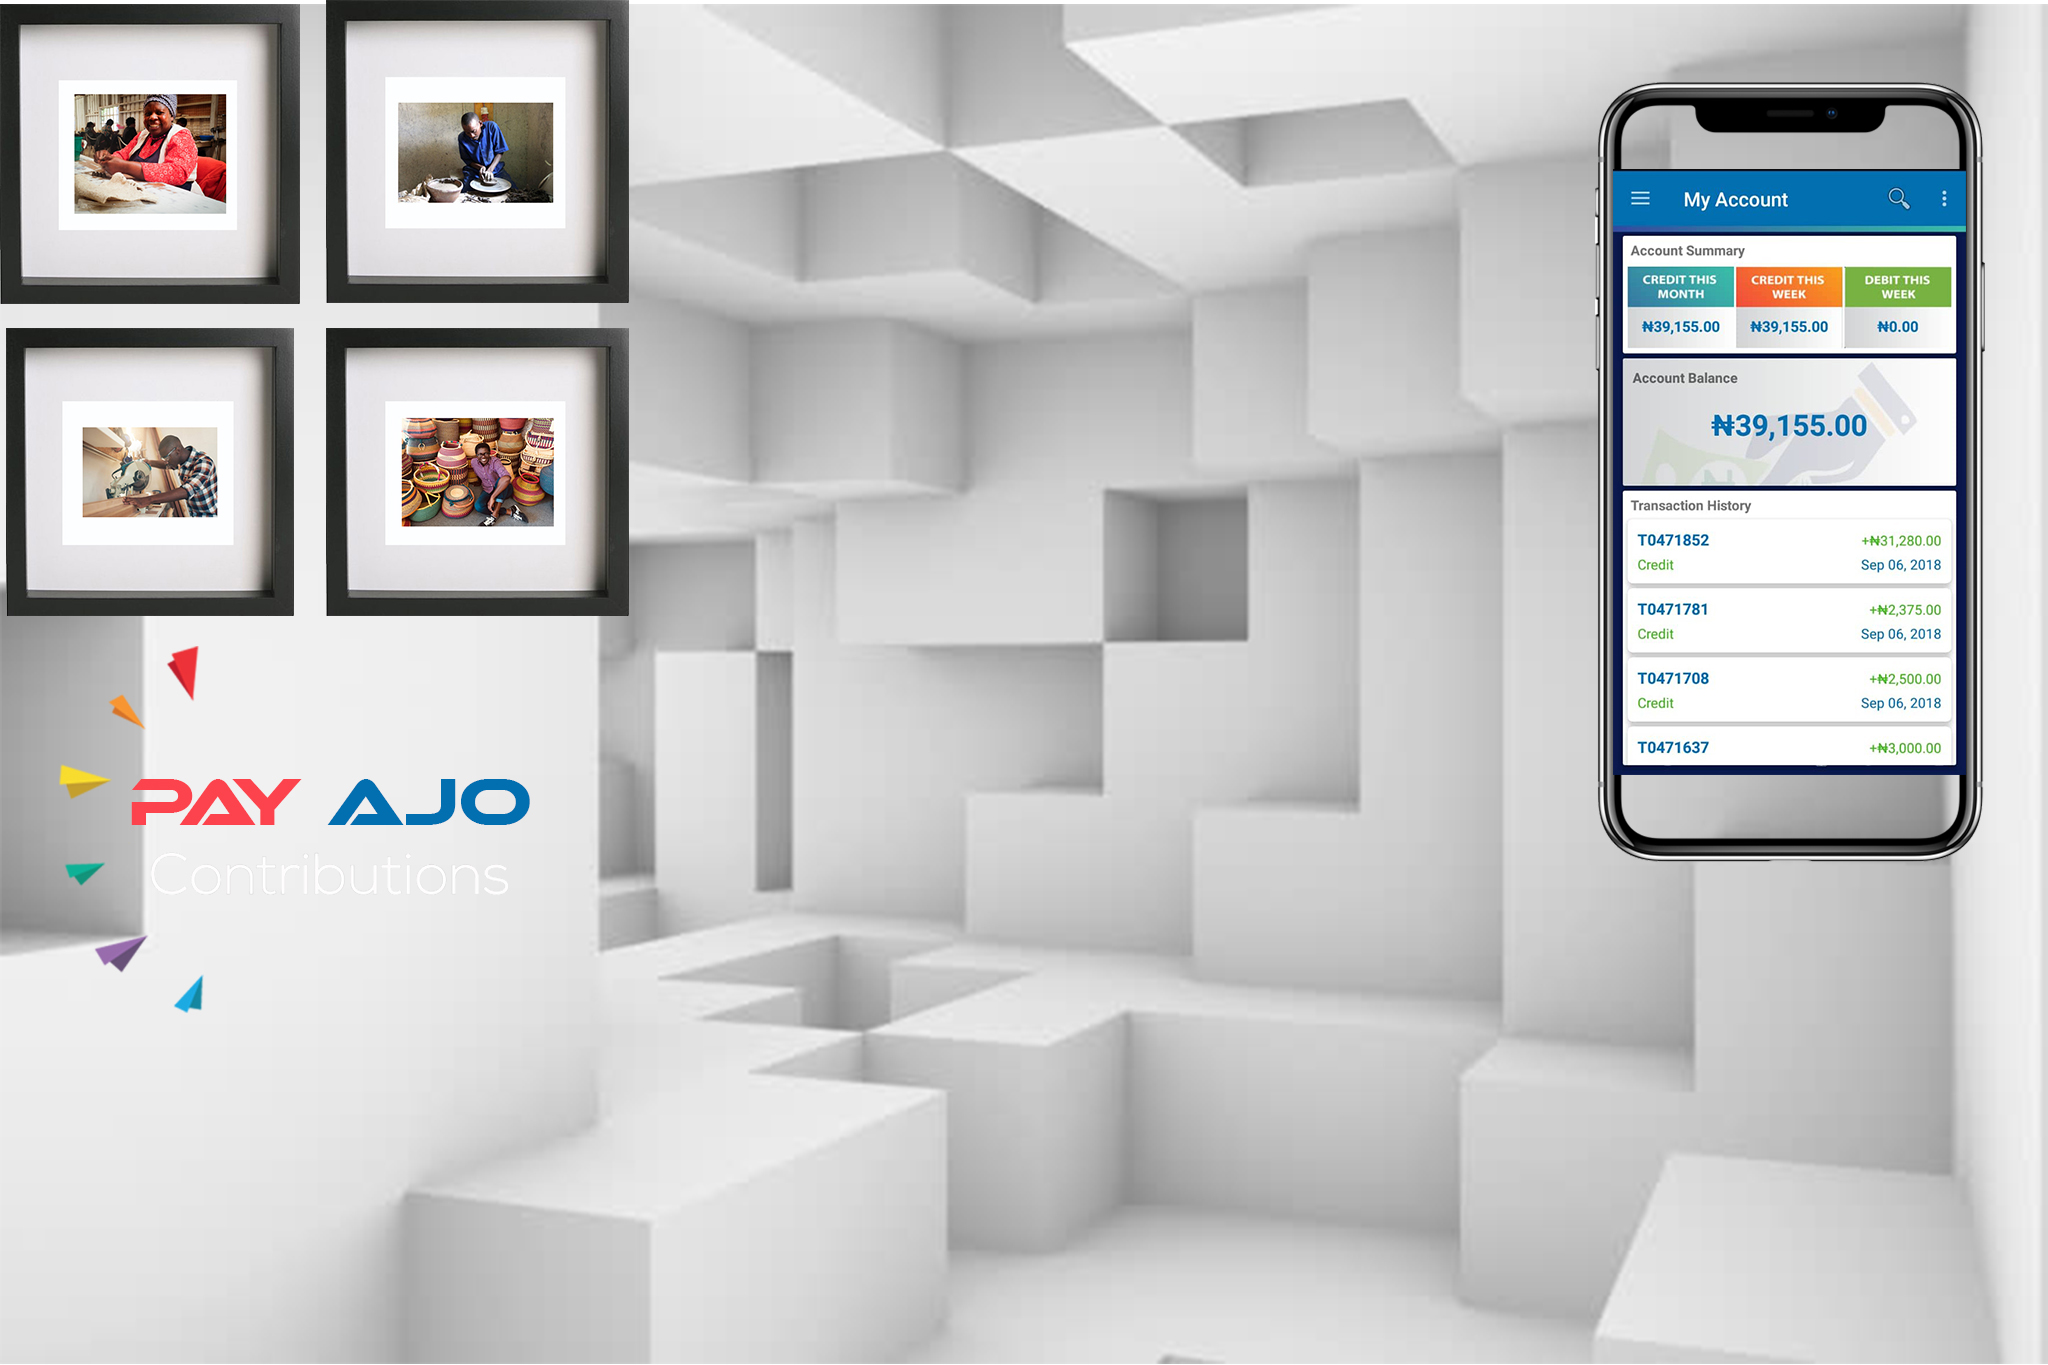 PAY AJO
Contributions
My Account
Account Summary
CREDIT THIS
MONTH
₦39,155.00
CREDIT THIS
WEEK
₦39,155.00
DEBIT THIS
WEEK
₦0.00
Account Balance
₦39,155.00
Transaction History
T0471852 +₦31,280.00
Credit Sep 06, 2018
T0471781 +₦2,375.00
Credit Sep 06, 2018
T0471708 +₦2,500.00
Credit Sep 06, 2018
T0471637 +₦3,000.00